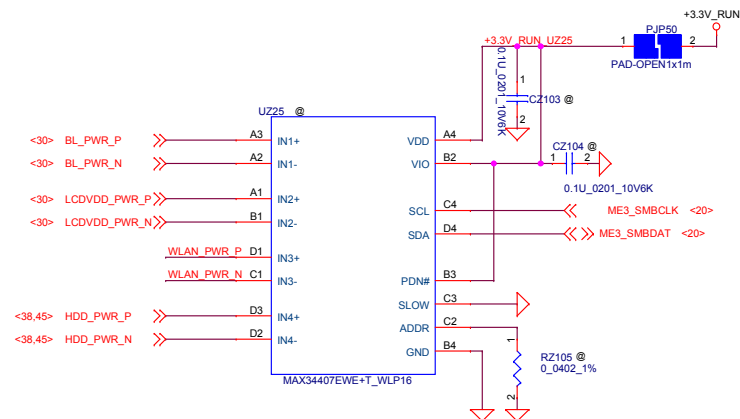 +3.3V_RUN
PJP50
+3.3V_RUN_UZ25
1
2
PAD-OPEN1x1m
0.1U_0201_10V6K
1
CZ103 @
2
UZ25 @
<30> BL_PWR_P
A3
IN1+
VDD
A4
<30> BL_PWR_N
A2
IN1-
VIO
B2
CZ104 @
1
2
0.1U_0201_10V6K
<30> LCDVDD_PWR_P
A1
IN2+
SCL
C4
ME3_SMBCLK <20>
<30> LCDVDD_PWR_N
B1
IN2-
SDA
D4
ME3_SMBDAT <20>
WLAN_PWR_P
D1
IN3+
WLAN_PWR_N
C1
IN3-
PDN#
B3
SLOW
C3
<38,45> HDD_PWR_P
D3
IN4+
ADDR
C2
<38,45> HDD_PWR_N
D2
IN4-
GND
B4
1
RZ105 @
0_0402_1%
2
MAX34407EWE+T_WLP16